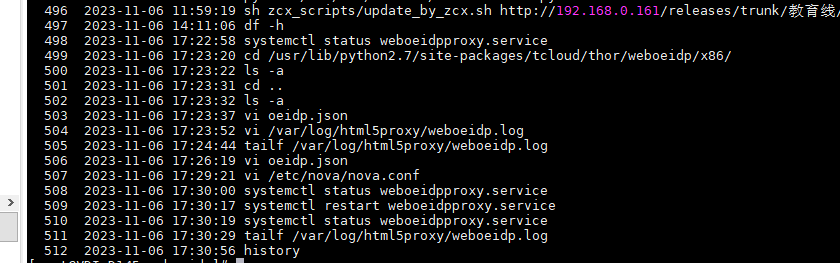 496 2023-11-06 11:59:19 sh zcx_scripts/update_by_zcx.sh http://192.168.0.161/releases/trunk/教育线/
497 2023-11-06 14:11:06 df -h
498 2023-11-06 17:22:58 systemctl status weboeidpproxy.service
499 2023-11-06 17:23:20 cd /usr/lib/python2.7/site-packages/tcloud/thor/weboeidp/x86/
500 2023-11-06 17:23:22 ls -a
501 2023-11-06 17:23:31 cd ..
502 2023-11-06 17:23:32 ls -a
503 2023-11-06 17:23:37 vi oeidp.json
504 2023-11-06 17:23:52 vi /var/log/html5proxy/weboeidp.log
505 2023-11-06 17:24:44 tailf /var/log/html5proxy/weboeidp.log
506 2023-11-06 17:26:19 vi oeidp.json
507 2023-11-06 17:29:21 vi /etc/nova/nova.conf
508 2023-11-06 17:30:00 systemctl status weboeidpproxy.service
509 2023-11-06 17:30:17 systemctl restart weboeidpproxy.service
510 2023-11-06 17:30:19 systemctl status weboeidpproxy.service
511 2023-11-06 17:30:29 tailf /var/log/html5proxy/weboeidp.log
512 2023-11-06 17:30:56 history